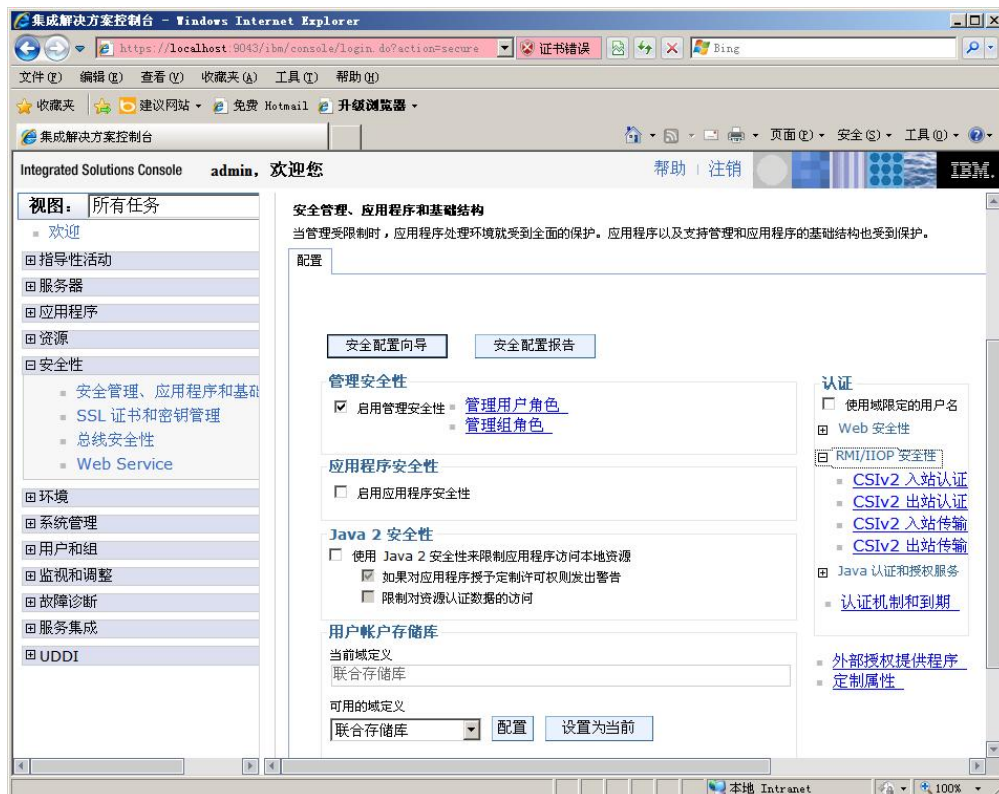 集成解决方案控制台 - Windows Internet Explorer
https://localhost:9043/ibm/console/login.do?action=secure
证书错误
Bing
文件(F) 编辑(E) 查看(V) 收藏夹(A) 工具(T) 帮助(H)
收藏夹 建议网站 免费 Hotmail 升级浏览器
集成解决方案控制台
页面(P) 安全(S) 工具(O)
Integrated Solutions Console admin, 欢迎您
帮助 | 注销
IBM.
视图: 所有任务
欢迎
指导性活动
服务器
应用程序
资源
安全性
安全管理、应用程序和基础
SSL 证书和密钥管理
总线安全性
Web Service
环境
系统管理
用户和组
监视和调整
故障诊断
服务集成
UDDI
安全管理、应用程序和基础结构
当管理受限制时,应用程序处理环境就受到全面的保护。应用程序以及支持管理和应用程序的基础结构也受到保护。
配置
安全配置向导 安全配置报告
管理安全性
启用管理安全性
管理用户角色
管理组角色
应用程序安全性
启用应用程序安全性
Java 2 安全性
使用 Java 2 安全性来限制应用程序访问本地资源
如果对应用程序授予定制许可权则发出警告
限制对资源认证数据的访问
用户帐户存储库
当前域定义
联合存储库
可用的域定义
联合存储库 配置 设置为当前
认证
使用域限定的用户名
Web 安全性
RMI/IIOP 安全性
CSIv2 入站认证
CSIv2 出站认证
CSIv2 入站传输
CSIv2 出站传输
Java 认证和授权服务
认证机制和到期
外部授权提供程序
定制属性
本地 Intranet
100%